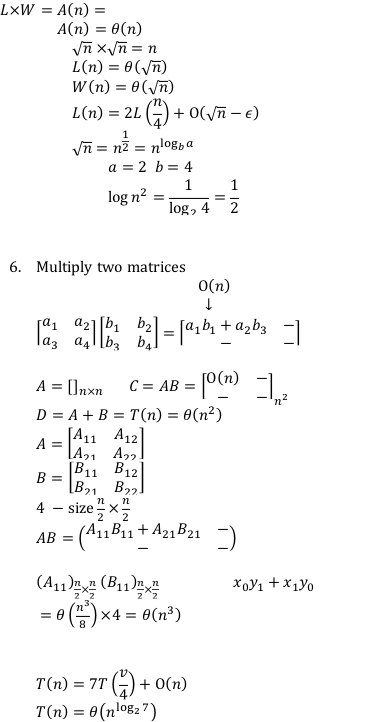 L×W = A(n) =
A(n) = θ(n)
√n ×√n = n
L(n) = θ(√n)
W(n) = θ(√n)
L(n) = 2L (n/4) + O(√n − ϵ)
√n = n^(1/2) = n^(log_b a)
a = 2 b = 4
log n² = 1/(log₂ 4) = 1/2
6. Multiply two matrices
O(n)
↓
[a₁ a₂; a₃ a₄] [b₁ b₂; b₃ b₄] = [a₁b₁ + a₂b₃ −; − −]
A = []_(n×n) C = AB = [O(n) −; − −]_(n²)
D = A + B = T(n) = θ(n²)
A = [A₁₁ A₁₂; A₂₁ A₂₂]
B = [B₁₁ B₁₂; B₂₁ B₂₂]
4 − size n/2 × n/2
AB = (A₁₁B₁₁ + A₂₁B₂₁ −; − −)
(A₁₁)_(n/2×n/2) (B₁₁)_(n/2×n/2) x₀y₁ + x₁y₀
= θ (n³/8) ×4 = θ(n³)
T(n) = 7T (v/4) + O(n)
T(n) = θ(n^(log₂ 7))